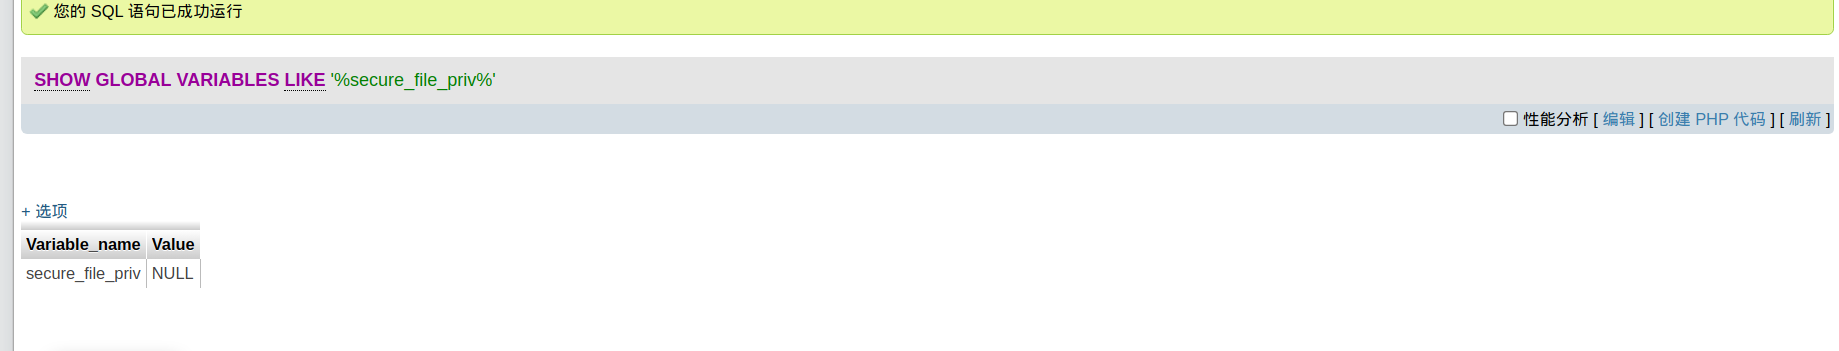 您的 SQL 语句已成功运行
SHOW GLOBAL VARIABLES LIKE '%secure_file_priv%'
性能分析 [ 编辑 ] [ 创建 PHP 代码 ] [ 刷新 ]
+ 选项
Variable_name Value
secure_file_priv NULL